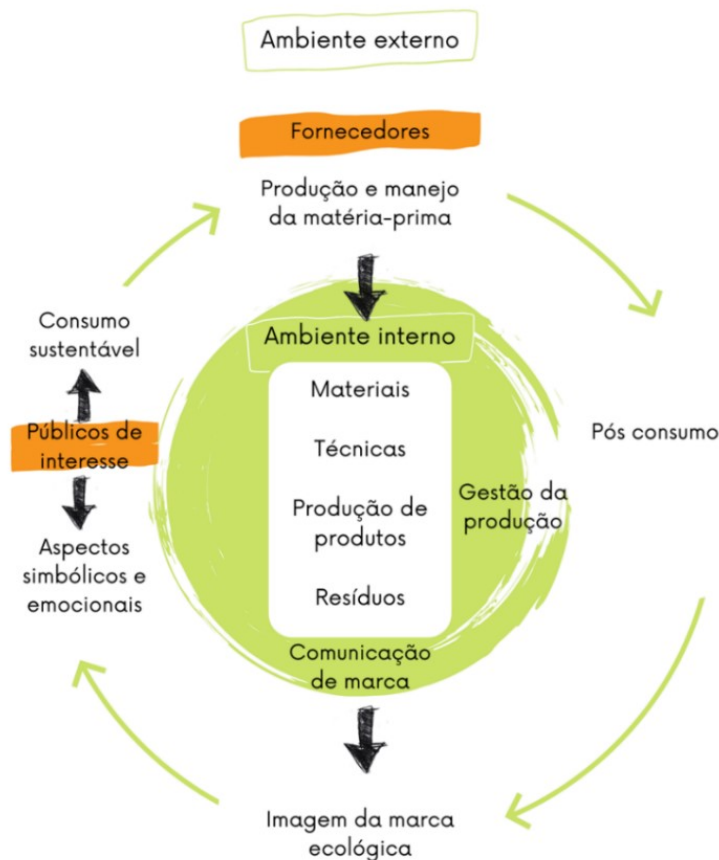 Ambiente externo
Fornecedores
Produção e manejo
da matéria-prima
Consumo
sustentável
Públicos de
interesse
Aspectos
simbólicos e
emocionais
Ambiente interno
Materiais
Técnicas
Produção de
produtos
Resíduos
Gestão da
produção
Comunicação
de marca
Pós consumo
Imagem da marca
ecológica